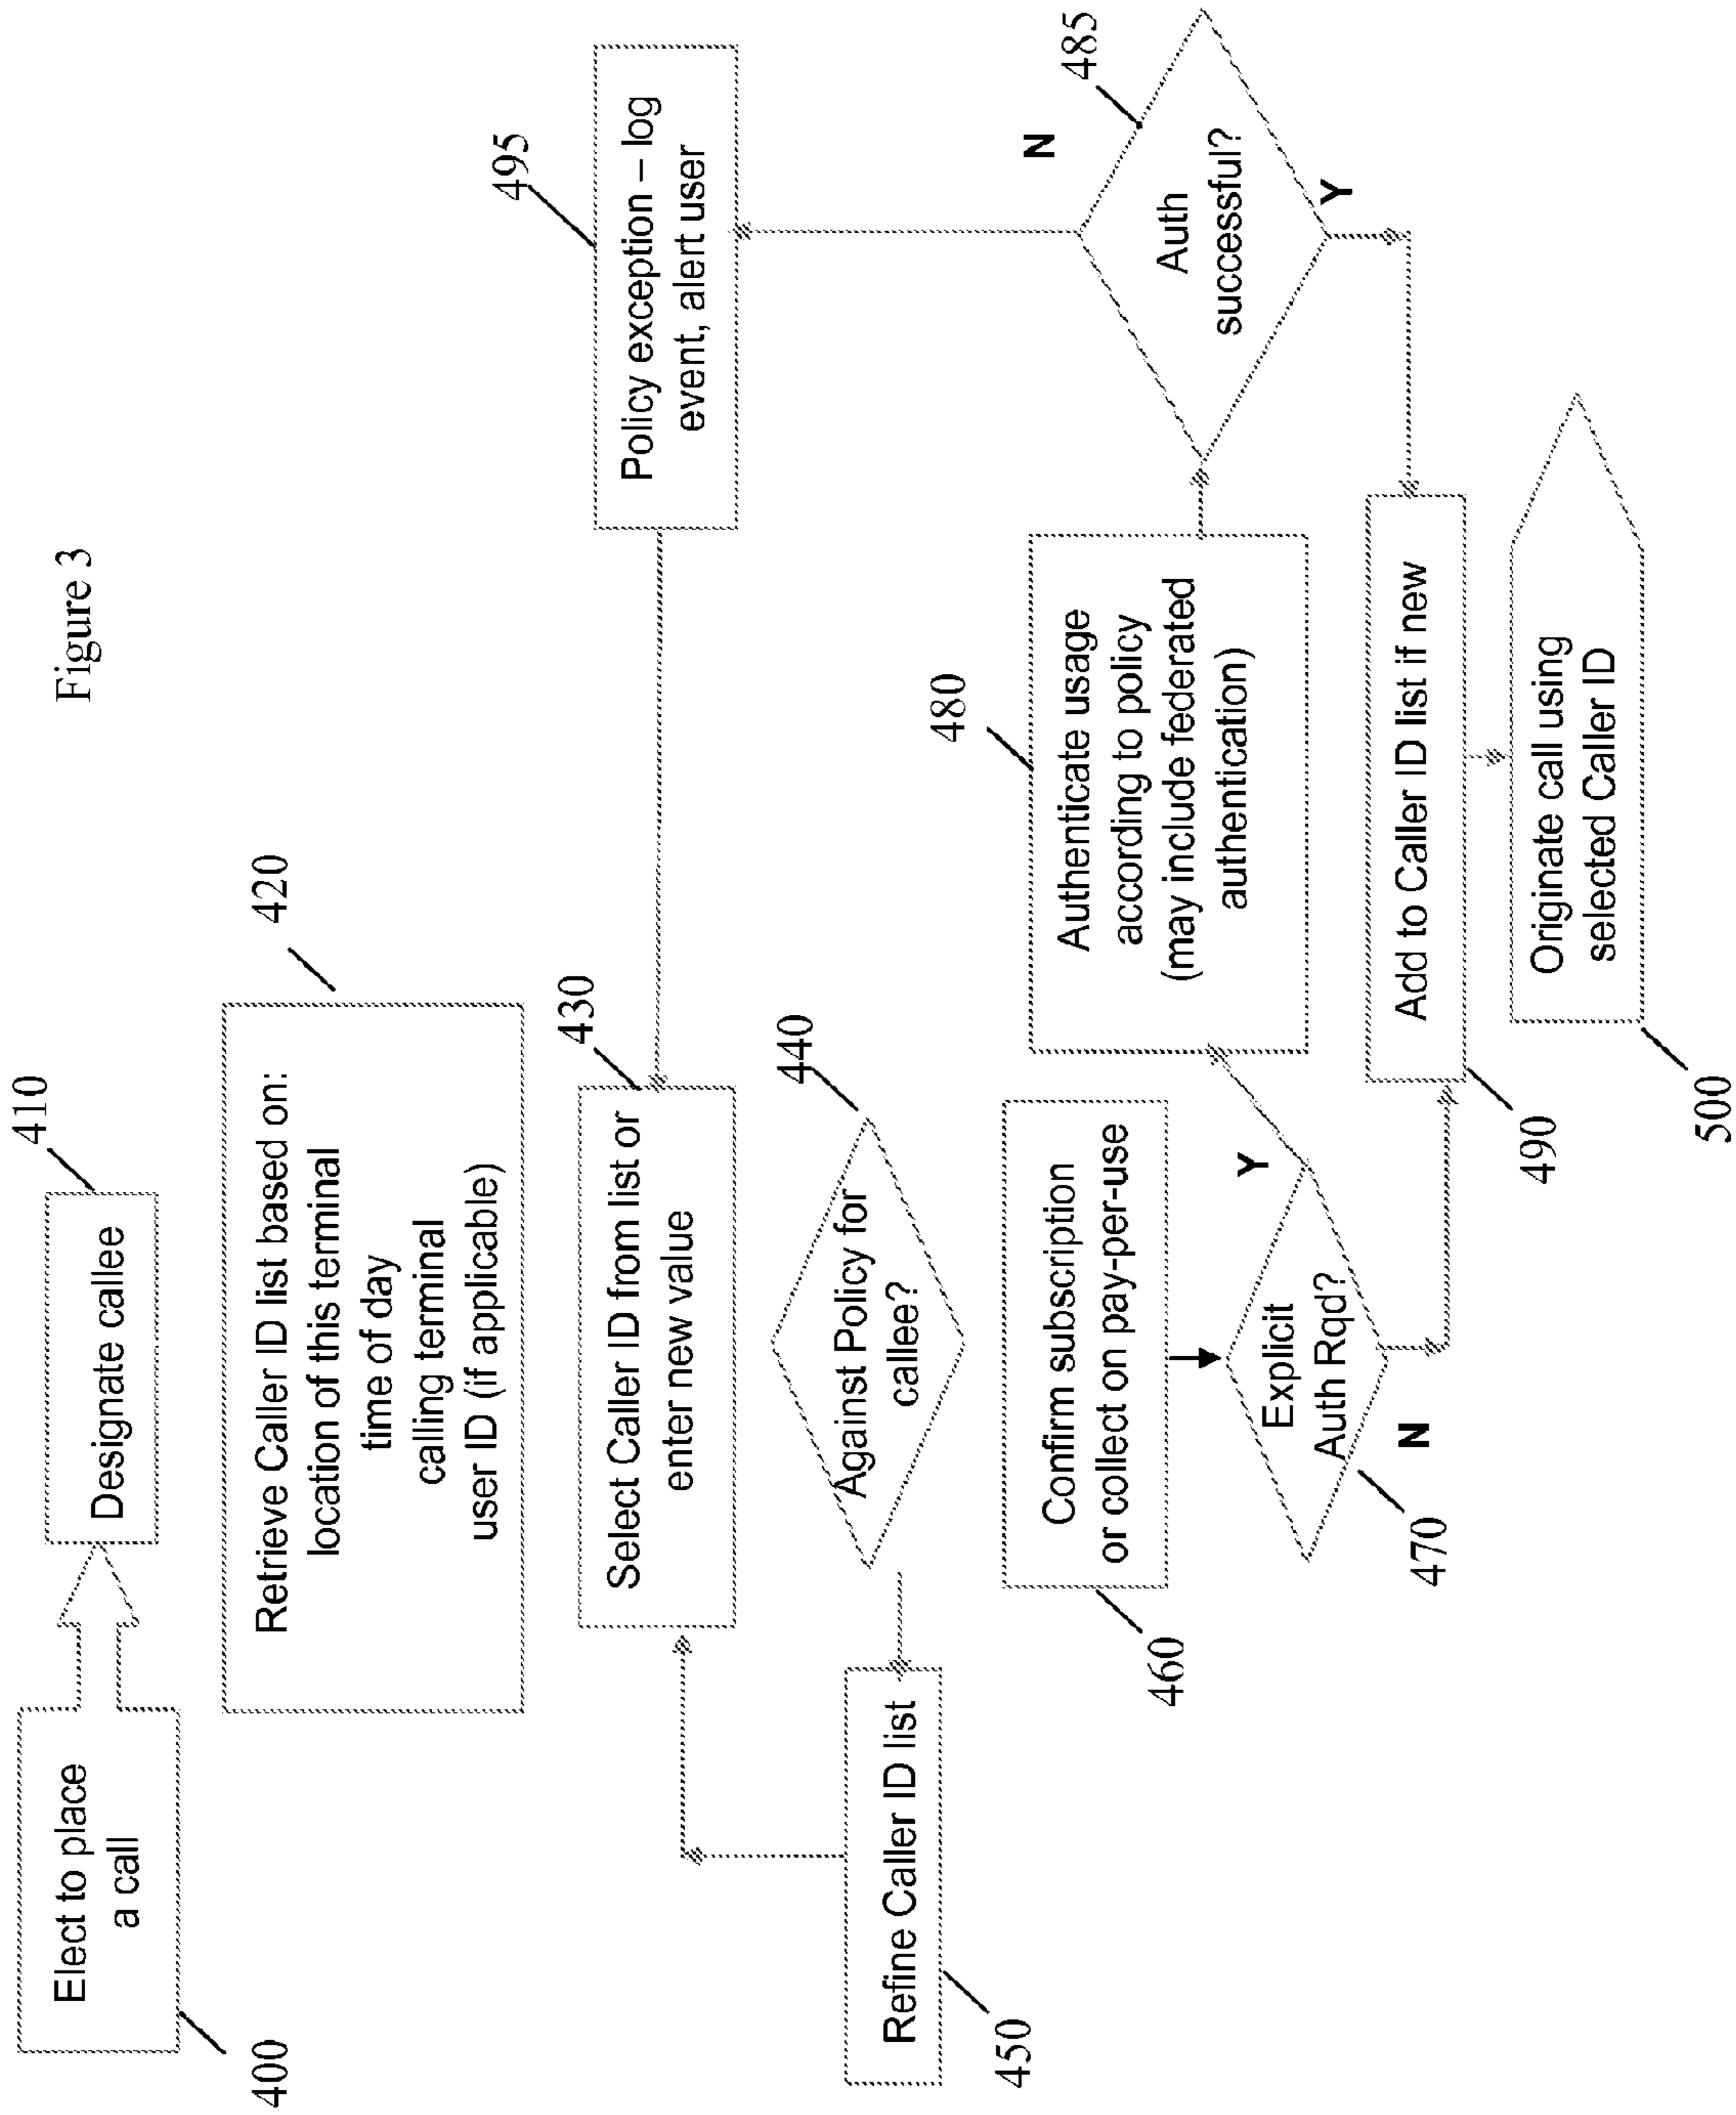 Figure 3
Elect to place
a call
400
Designate callee
410
Retrieve Caller ID list based on:
location of this terminal
time of day
calling terminal
user ID (if applicable)
420
Select Caller ID from list or
enter new value
430
Policy exception – log
event, alert user
495
Against Policy for
callee?
440
Refine Caller ID list
450
Confirm subscription
or collect on pay-per-use
460
Explicit
Auth Rqd?
470
Y
N
Authenticate usage
according to policy
(may include federated
authentication)
480
Auth
successful?
485
N
Y
Add to Caller ID list if new
490
Originate call using
selected Caller ID
500